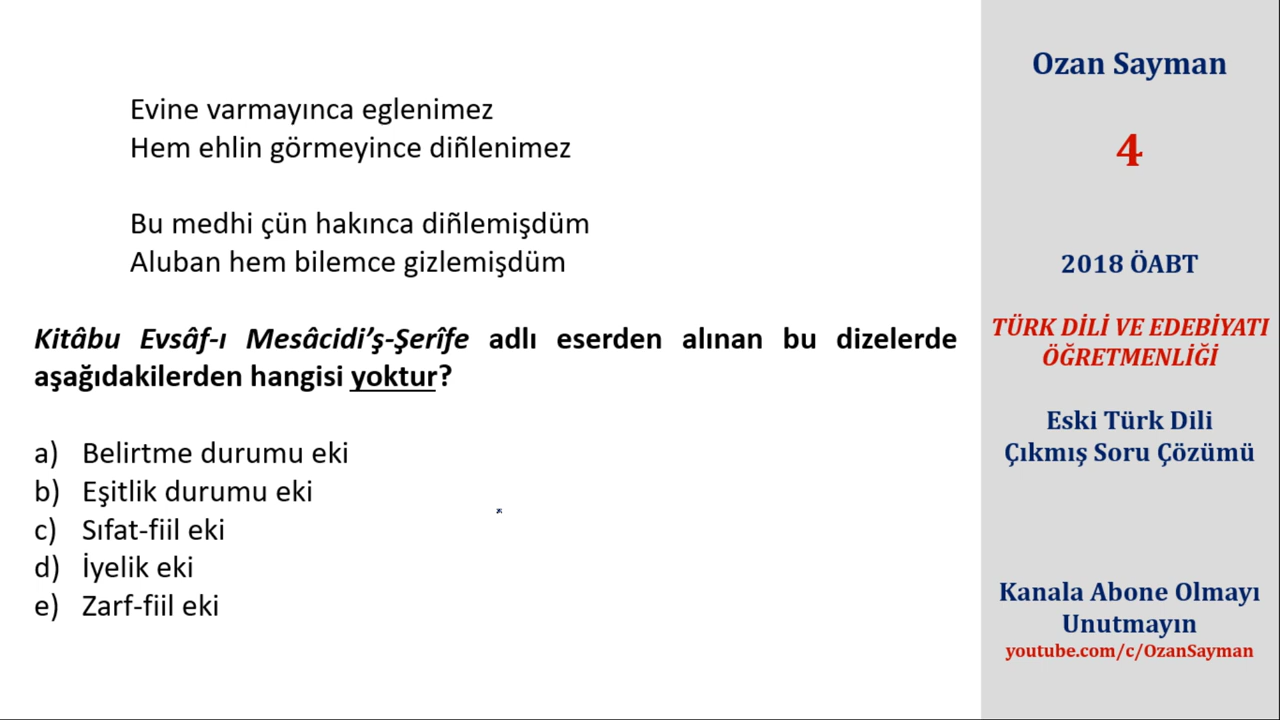 Evine varmayınca eglenimez
Hem ehlin görmeyince diñlenimez
Bu medhi çün hakınca diñlemişdüm
Aluban hem bilemce gizlemişdüm
Kitâbu Evsâf-ı Mesâcidi’ş-Şerîfe adlı eserden alınan bu dizelerde
aşağıdakilerden hangisi yoktur?
a) Belirtme durumu eki
b) Eşitlik durumu eki
c) Sıfat-fiil eki
d) İyelik eki
e) Zarf-fiil eki
Ozan Sayman
4
2018 ÖABT
TÜRK DİLİ VE EDEBİYATI
ÖĞRETMENLİĞİ
Eski Türk Dili
Çıkmış Soru Çözümü
Kanala Abone Olmayı
Unutmayın
youtube.com/c/OzanSayman